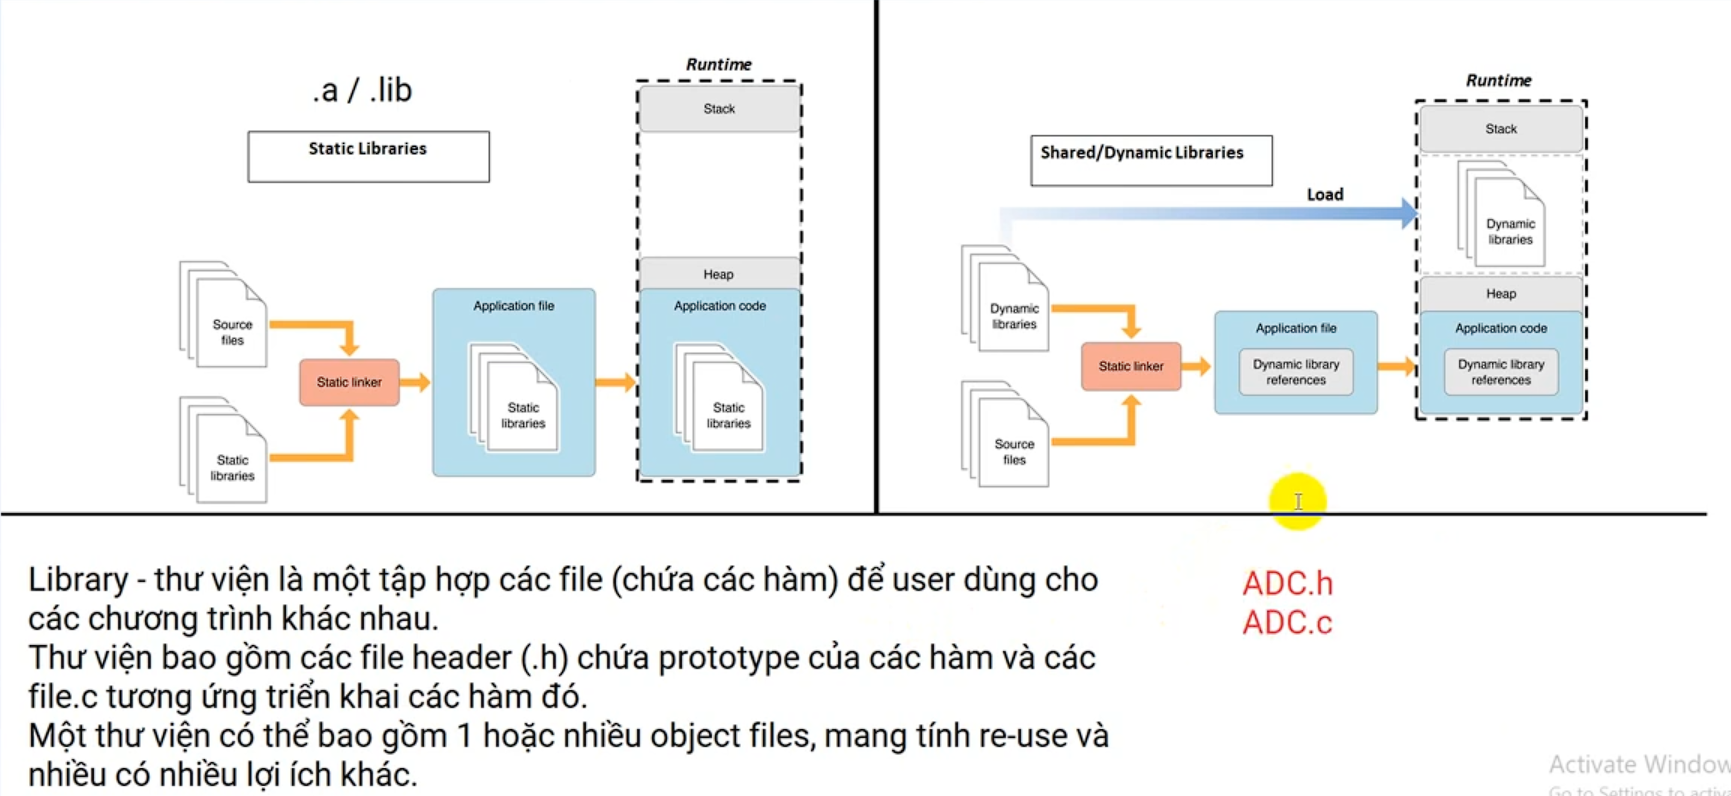 .a / .lib
Static Libraries
Runtime
Stack
Heap
Source
files
Static linker
Static
libraries
Application file
Static
libraries
Application code
Static
libraries
Shared/Dynamic Libraries
Runtime
Load
Stack
Dynamic
libraries
Heap
Dynamic
libraries
Static linker
Source
files
Application file
Dynamic library
references
Application code
Dynamic library
references
Library - thư viện là một tập hợp các file (chứa các hàm) để user dùng cho
các chương trình khác nhau.
Thư viện bao gồm các file header (.h) chứa prototype của các hàm và các
file.c tương ứng triển khai các hàm đó.
Một thư viện có thể bao gồm 1 hoặc nhiều object files, mang tính re-use và
nhiều có nhiều lợi ích khác.
ADC.h
ADC.c
Activate Window
Go to Settings to activa